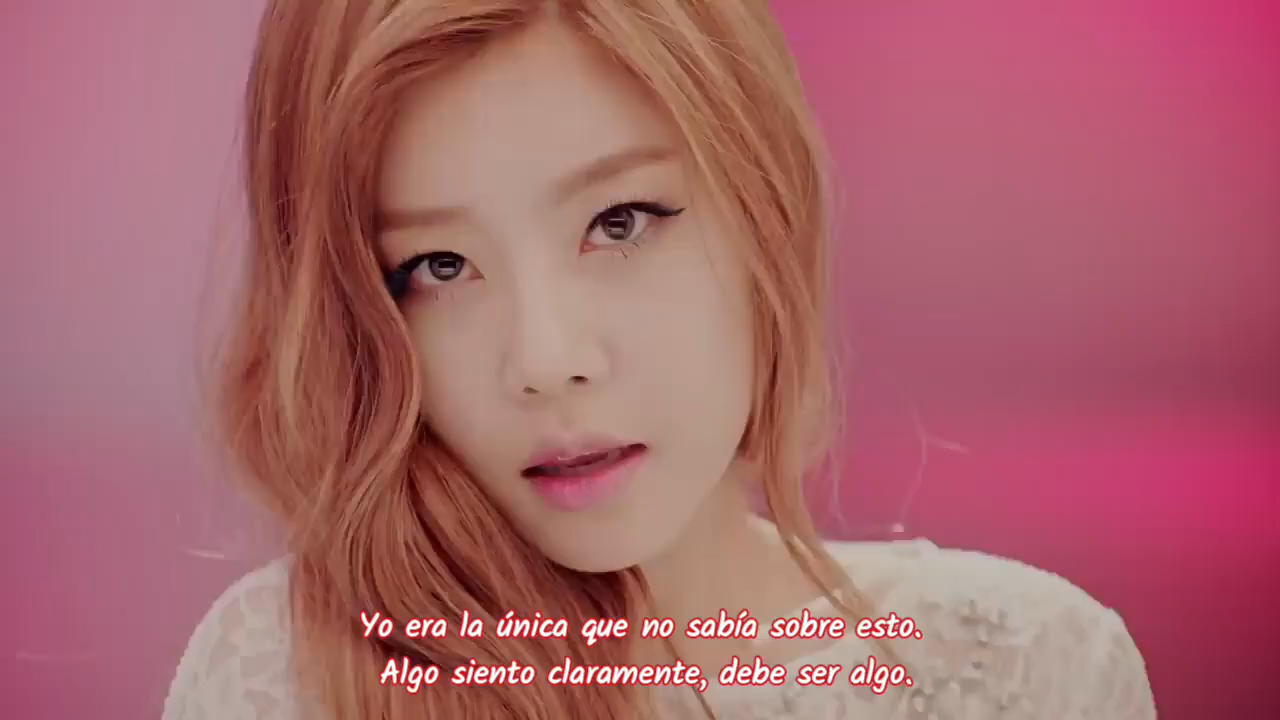 Yo era la única que no sabía sobre esto.
Algo siento claramente, debe ser algo.